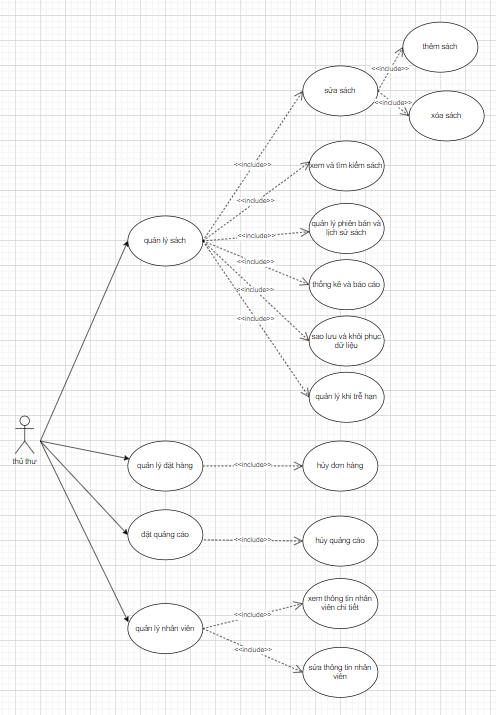 thêm sách
<<include>>
sửa sách
<<include>>
xóa sách
<<include>>
xem và tìm kiếm sách
quản lý sách
<<include>>
quản lý phiên bản và
lịch sử sách
<<include>>
thống kê và báo cáo
<<include>>
sao lưu và khôi phục
dữ liệu
<<include>>
quản lý khi trễ hạn
thủ thư
quản lý đặt hàng
<<include>>
hủy đơn hàng
đặt quảng cáo
<<include>>
hủy quảng cáo
xem thông tin nhân
viên chi tiết
<<include>>
quản lý nhân viên
<<include>>
sửa thông tin nhân
viên